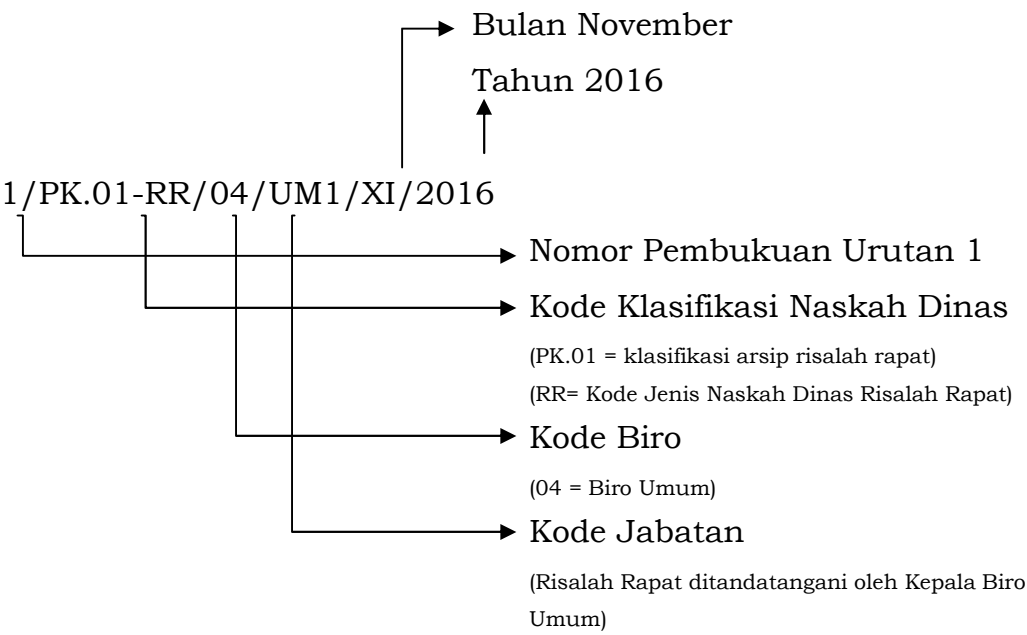 Bulan November
Tahun 2016
1/PK.01-RR/04/UM1/XI/2016
Nomor Pembukuan Urutan 1
Kode Klasifikasi Naskah Dinas
(PK.01 = klasifikasi arsip risalah rapat)
(RR= Kode Jenis Naskah Dinas Risalah Rapat)
Kode Biro
(04 = Biro Umum)
Kode Jabatan
(Risalah Rapat ditandatangani oleh Kepala Biro
Umum)